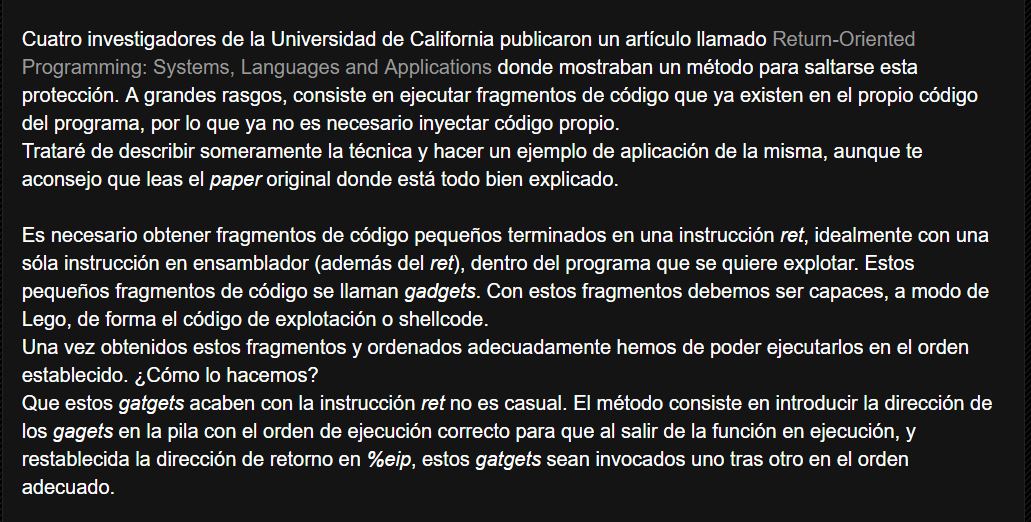 Cuatro investigadores de la Universidad de California publicaron un artículo llamado Return-Oriented
Programming: Systems, Languages and Applications donde mostraban un método para saltarse esta
protección. A grandes rasgos, consiste en ejecutar fragmentos de código que ya existen en el propio código
del programa, por lo que ya no es necesario inyectar código propio.
Trataré de describir someramente la técnica y hacer un ejemplo de aplicación de la misma, aunque te
aconsejo que leas el paper original donde está todo bien explicado.
Es necesario obtener fragmentos de código pequeños terminados en una instrucción ret, idealmente con una
sóla instrucción en ensamblador (además del ret), dentro del programa que se quiere explotar. Estos
pequeños fragmentos de código se llaman gadgets. Con estos fragmentos debemos ser capaces, a modo de
Lego, de forma el código de explotación o shellcode.
Una vez obtenidos estos fragmentos y ordenados adecuadamente hemos de poder ejecutarlos en el orden
establecido. ¿Cómo lo hacemos?
Que estos gatgets acaben con la instrucción ret no es casual. El método consiste en introducir la dirección de
los gagets en la pila con el orden de ejecución correcto para que al salir de la función en ejecución, y
restablecida la dirección de retorno en %eip, estos gatgets sean invocados uno tras otro en el orden
adecuado.